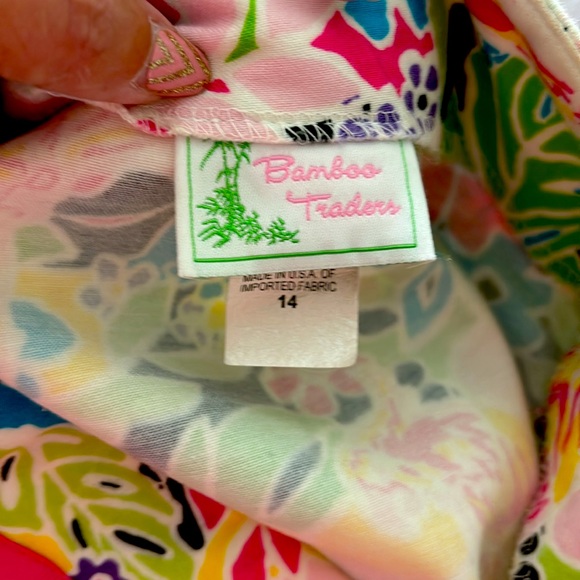 Bamboo
Traders
MADE IN U.S.A. OF
IMPORTED FABRIC
14